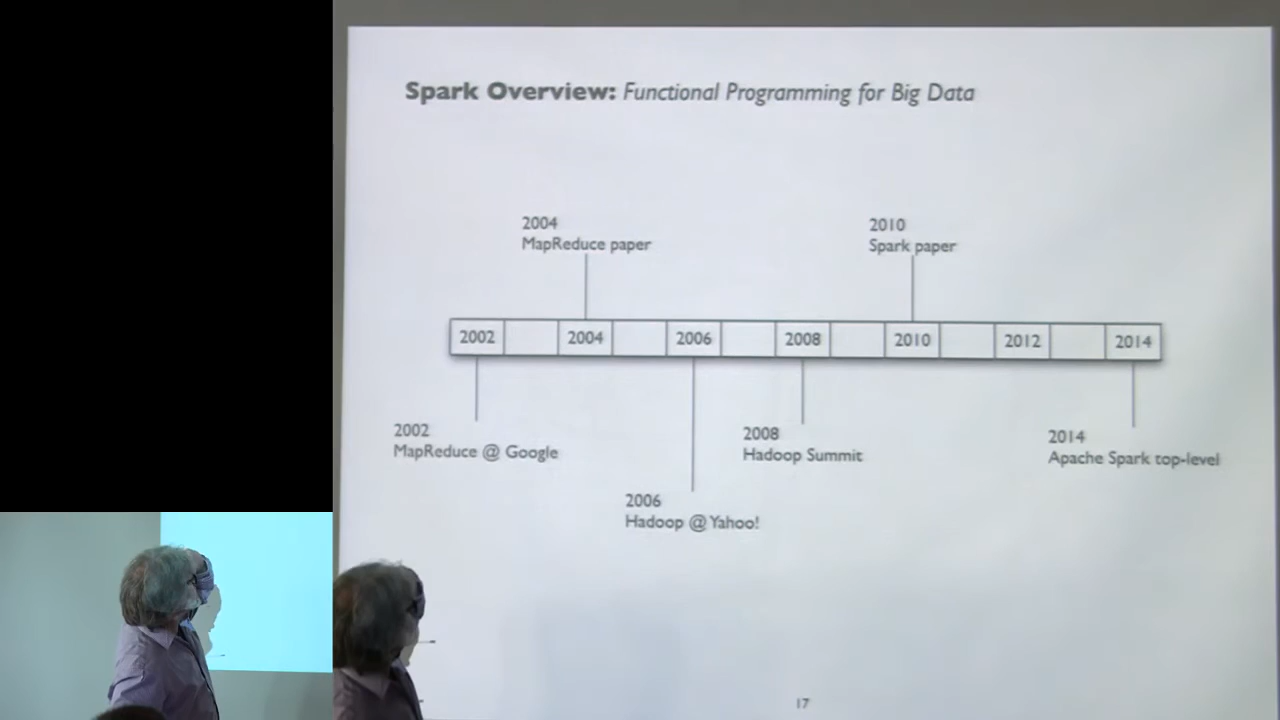 Spark Overview: Functional Programming for Big Data
2004
MapReduce paper
2010
Spark paper
2002 2004 2006 2008 2010 2012 2014
2002
MapReduce @ Google
2008
Hadoop Summit
2014
Apache Spark top-level
2006
Hadoop @ Yahoo!
17